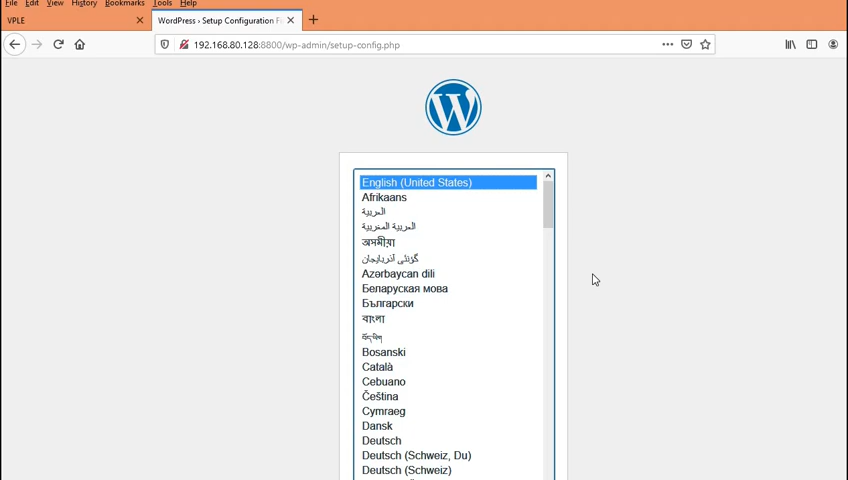 File Edit View History Bookmarks Tools Help
VPLE
WordPress › Setup Configuration Fi
192.168.80.128:8800/wp-admin/setup-config.php
English (United States)
Afrikaans
العربية
العربية المغربية
অসমীয়া
گؤنئی آذربایجان
Azərbaycan dili
Беларуская мова
Български
বাংলা
བོད་ཡིག
Bosanski
Català
Cebuano
Čeština
Cymraeg
Dansk
Deutsch
Deutsch (Schweiz, Du)
Deutsch (Schweiz)